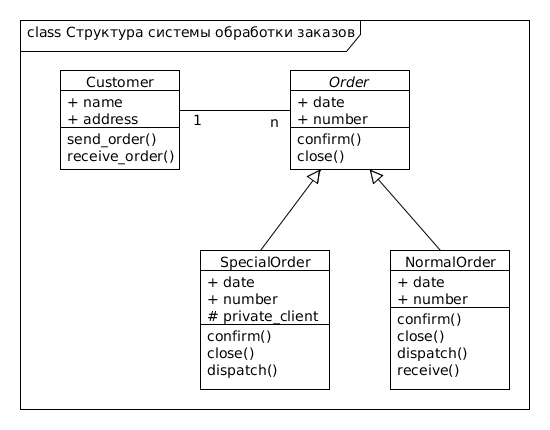 class Структура системы обработки заказов
Customer
+ name
+ address
send_order()
receive_order()
1
n
Order
+ date
+ number
confirm()
close()
SpecialOrder
+ date
+ number
# private_client
confirm()
close()
dispatch()
NormalOrder
+ date
+ number
confirm()
close()
dispatch()
receive()